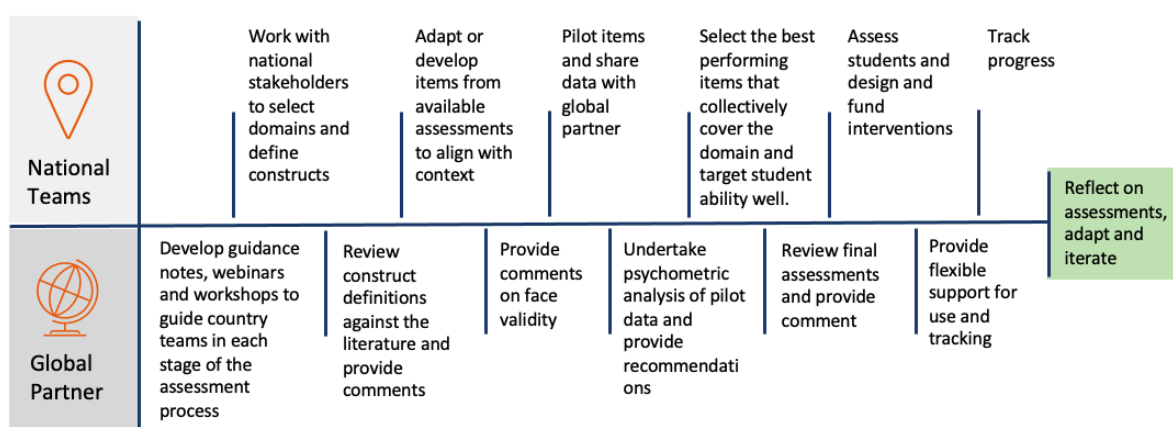 Work with
national
stakeholders
to select
domains and
define
constructs
Adapt or
develop
items from
available
assessments
to align with
context
Pilot items
and share
data with
global
partner
Select the best
performing
items that
collectively
cover the
domain and
target student
ability well.
Assess
students and
design and
fund
interventions
Track
progress
National
Teams
Reflect on
assessments,
adapt and
iterate
Global
Partner
Develop guidance
notes, webinars
and workshops to
guide country
teams in each
stage of the
assessment
process
Review
construct
definitions
against the
literature and
provide
comments
Provide
comments
on face
validity
Undertake
psychometric
analysis of pilot
data and
provide
recommendati
ons
Review final
assessments
and provide
comment
Provide
flexible
support for
use and
tracking